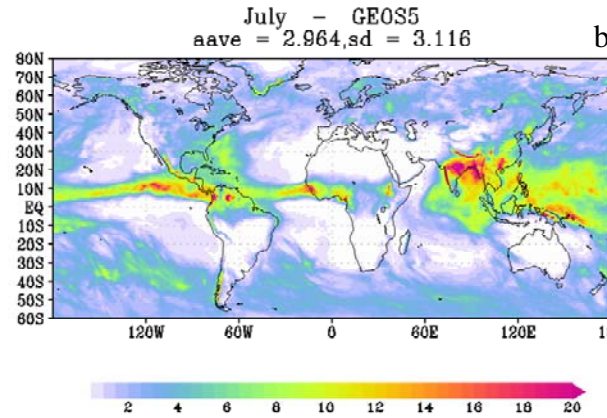 July - GEOS5
aave = 2.964,sd = 3.116 b
80N
70N
60N
50N
40N
30N
20N
10N
EQ
10S
20S
30S
40S
50S
60S
120W 60W 0 60E 120E
2 4 6 8 10 12 14 16 18 20